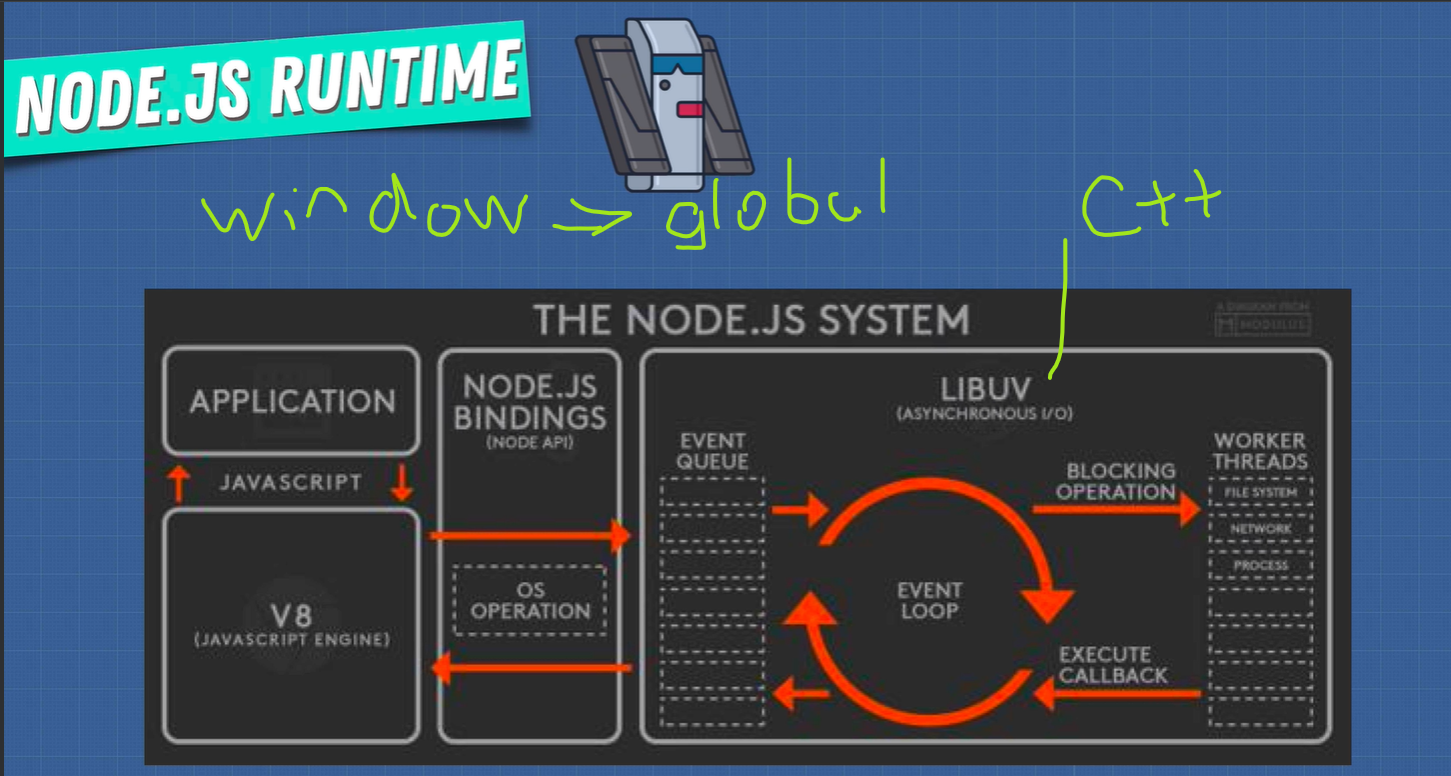 NODE.JS RUNTIME
window → global
C++
THE NODE.JS SYSTEM
A DIAGRAM FROM
MODULUS
APPLICATION
JAVASCRIPT
V8
(JAVASCRIPT ENGINE)
NODE.JS
BINDINGS
(NODE API)
OS
OPERATION
LIBUV
(ASYNCHRONOUS I/O)
EVENT
QUEUE
EVENT
LOOP
BLOCKING
OPERATION
EXECUTE
CALLBACK
WORKER
THREADS
FILE SYSTEM
NETWORK
PROCESS